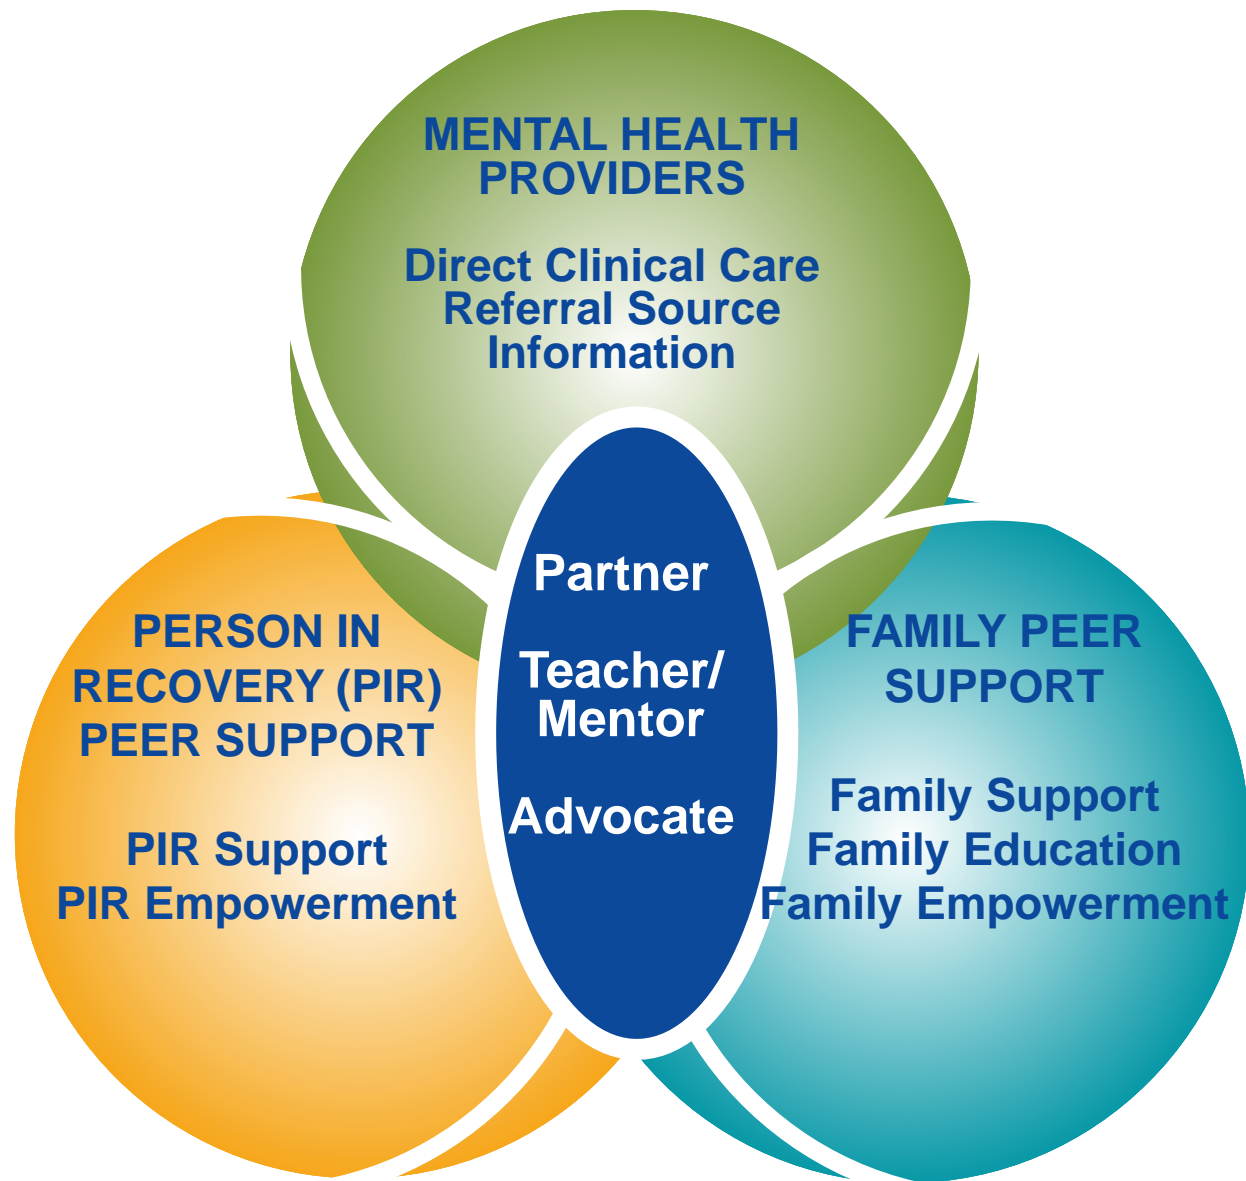 MENTAL HEALTH
PROVIDERS
Direct Clinical Care
Referral Source
Information
Partner
Teacher/
Mentor
Advocate
PERSON IN
RECOVERY (PIR)
PEER SUPPORT
PIR Support
PIR Empowerment
FAMILY PEER
SUPPORT
Family Support
Family Education
Family Empowerment